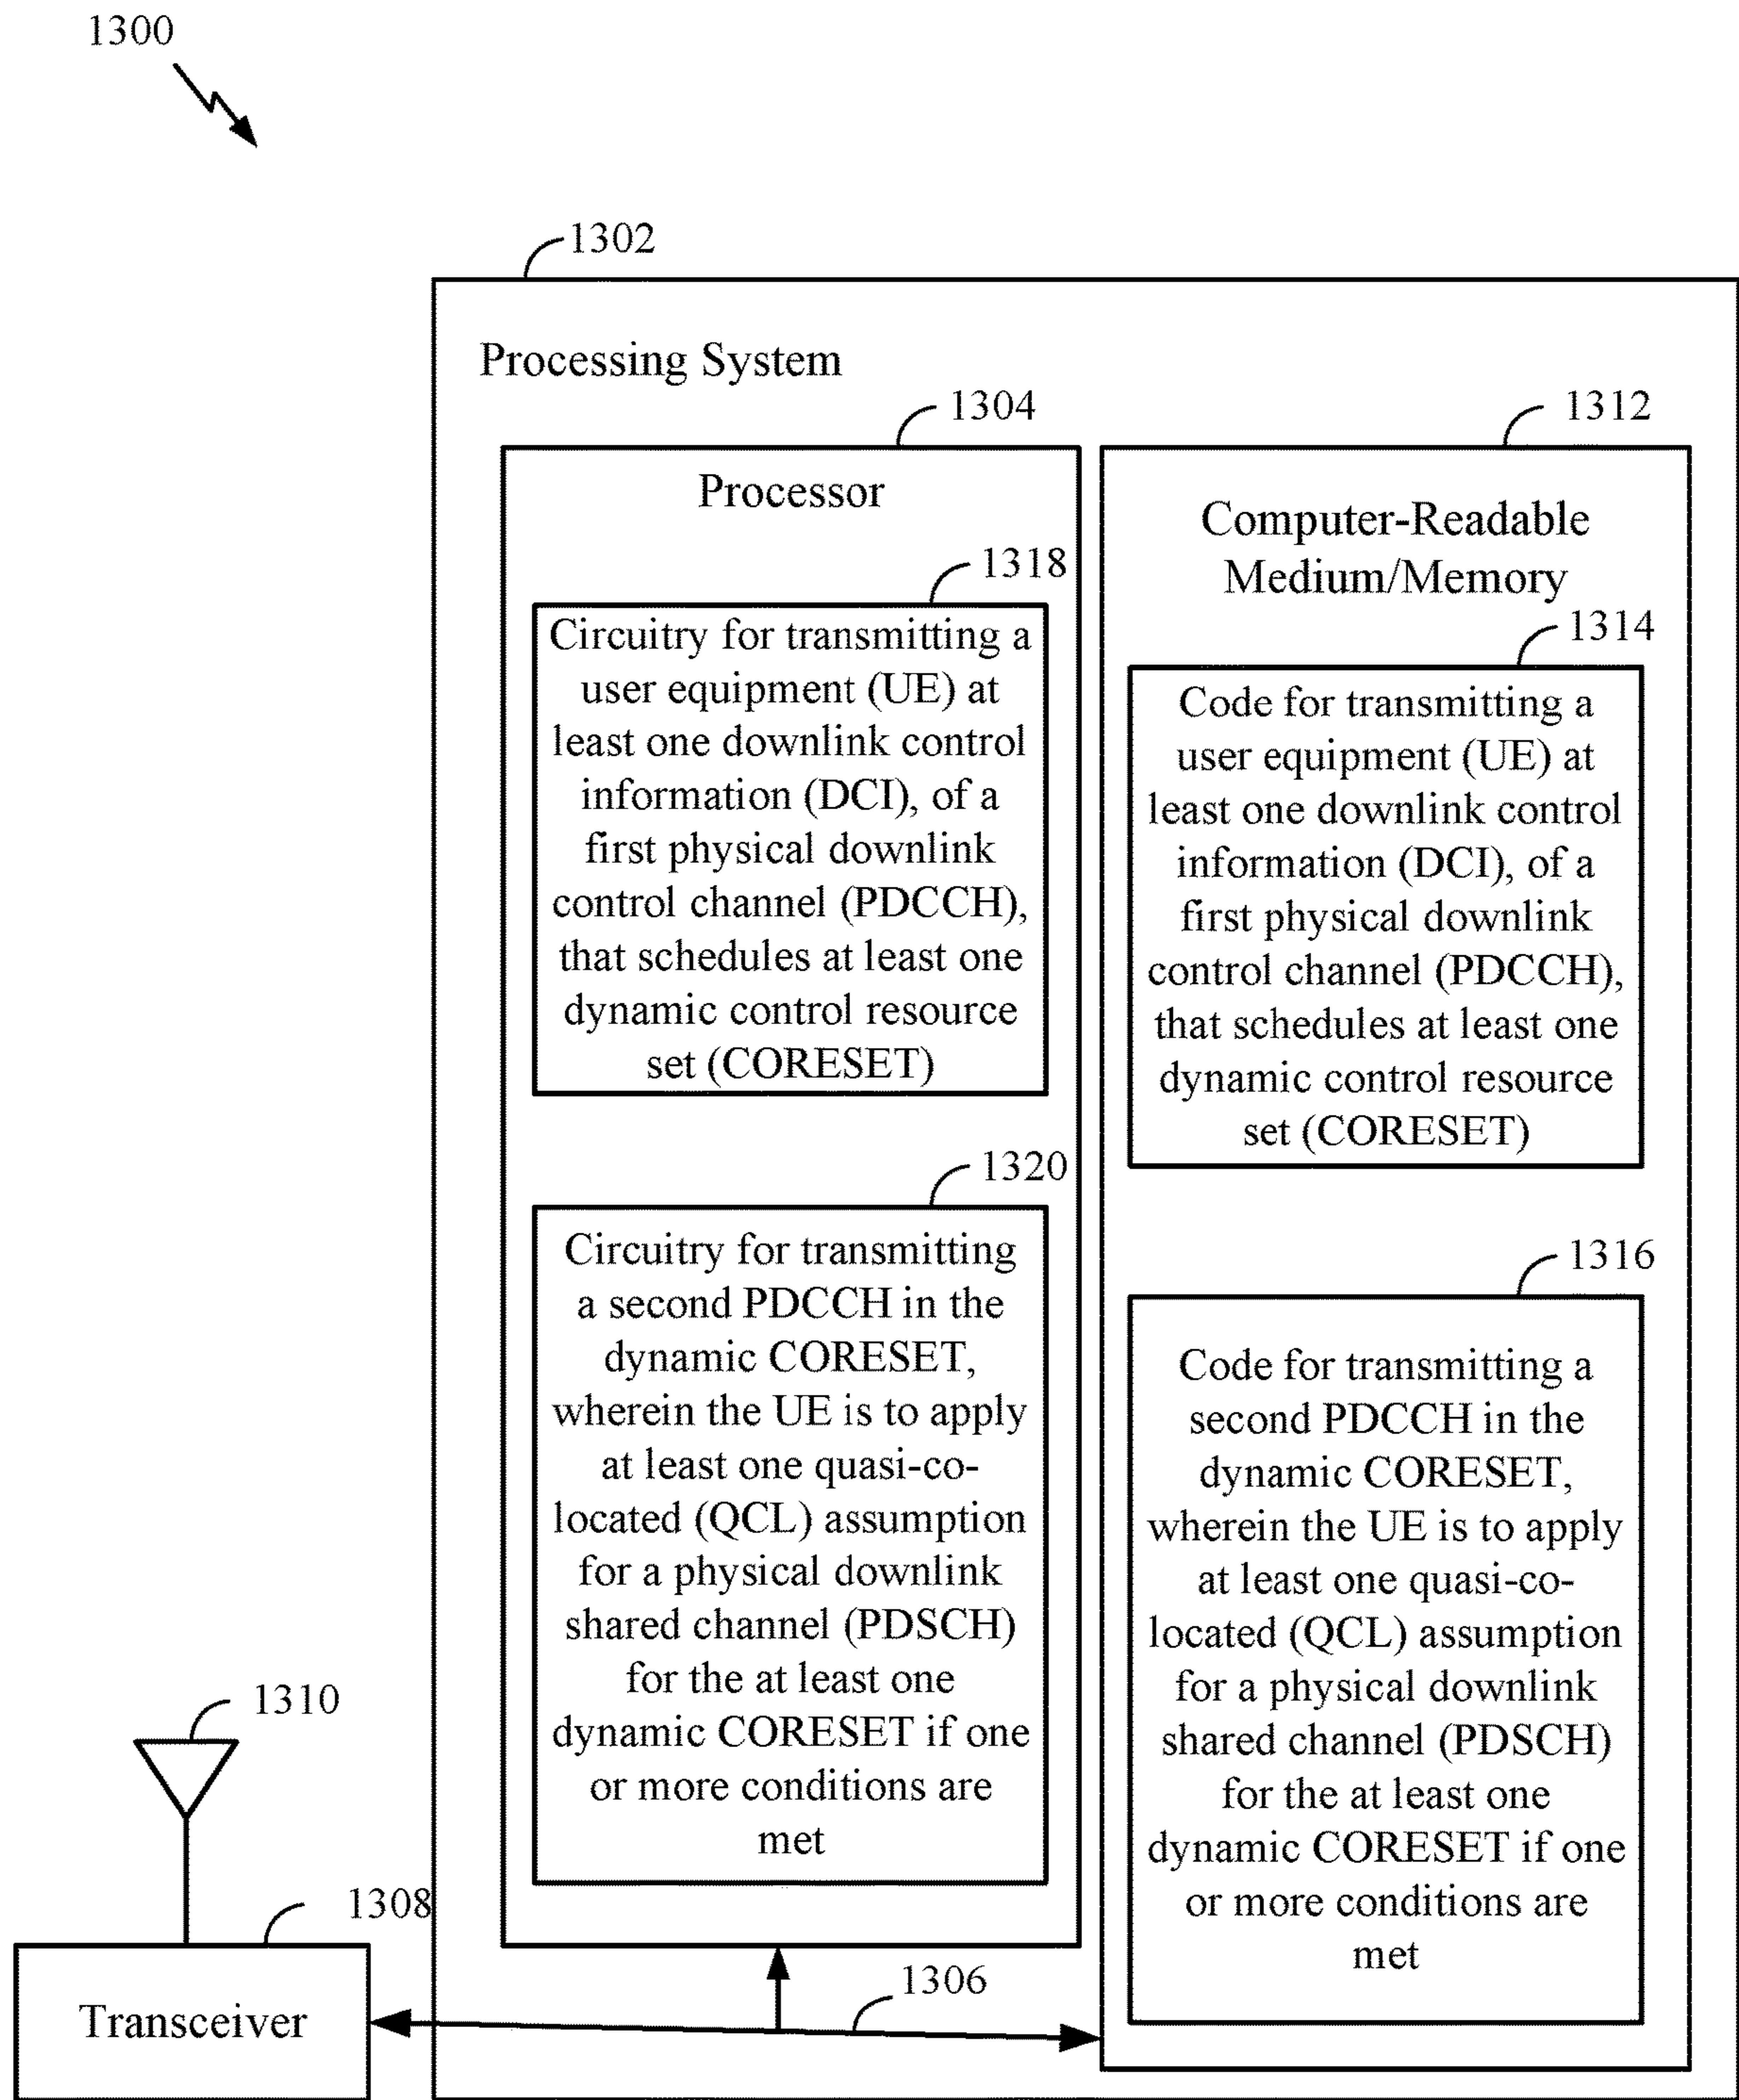 1300
1302
Processing System
1304
Processor
1318
Circuitry for transmitting a
user equipment (UE) at
least one downlink control
information (DCI), of a
first physical downlink
control channel (PDCCH),
that schedules at least one
dynamic control resource
set (CORESET)
1320
Circuitry for transmitting
a second PDCCH in the
dynamic CORESET,
wherein the UE is to apply
at least one quasi-co-
located (QCL) assumption
for a physical downlink
shared channel (PDSCH)
for the at least one
dynamic CORESET if one
or more conditions are
met
1312
Computer-Readable
Medium/Memory
1314
Code for transmitting a
user equipment (UE) at
least one downlink control
information (DCI), of a
first physical downlink
control channel (PDCCH),
that schedules at least one
dynamic control resource
set (CORESET)
1316
Code for transmitting a
second PDCCH in the
dynamic CORESET,
wherein the UE is to apply
at least one quasi-co-
located (QCL) assumption
for a physical downlink
shared channel (PDSCH)
for the at least one
dynamic CORESET if one
or more conditions are
met
1310
1308
Transceiver
1306